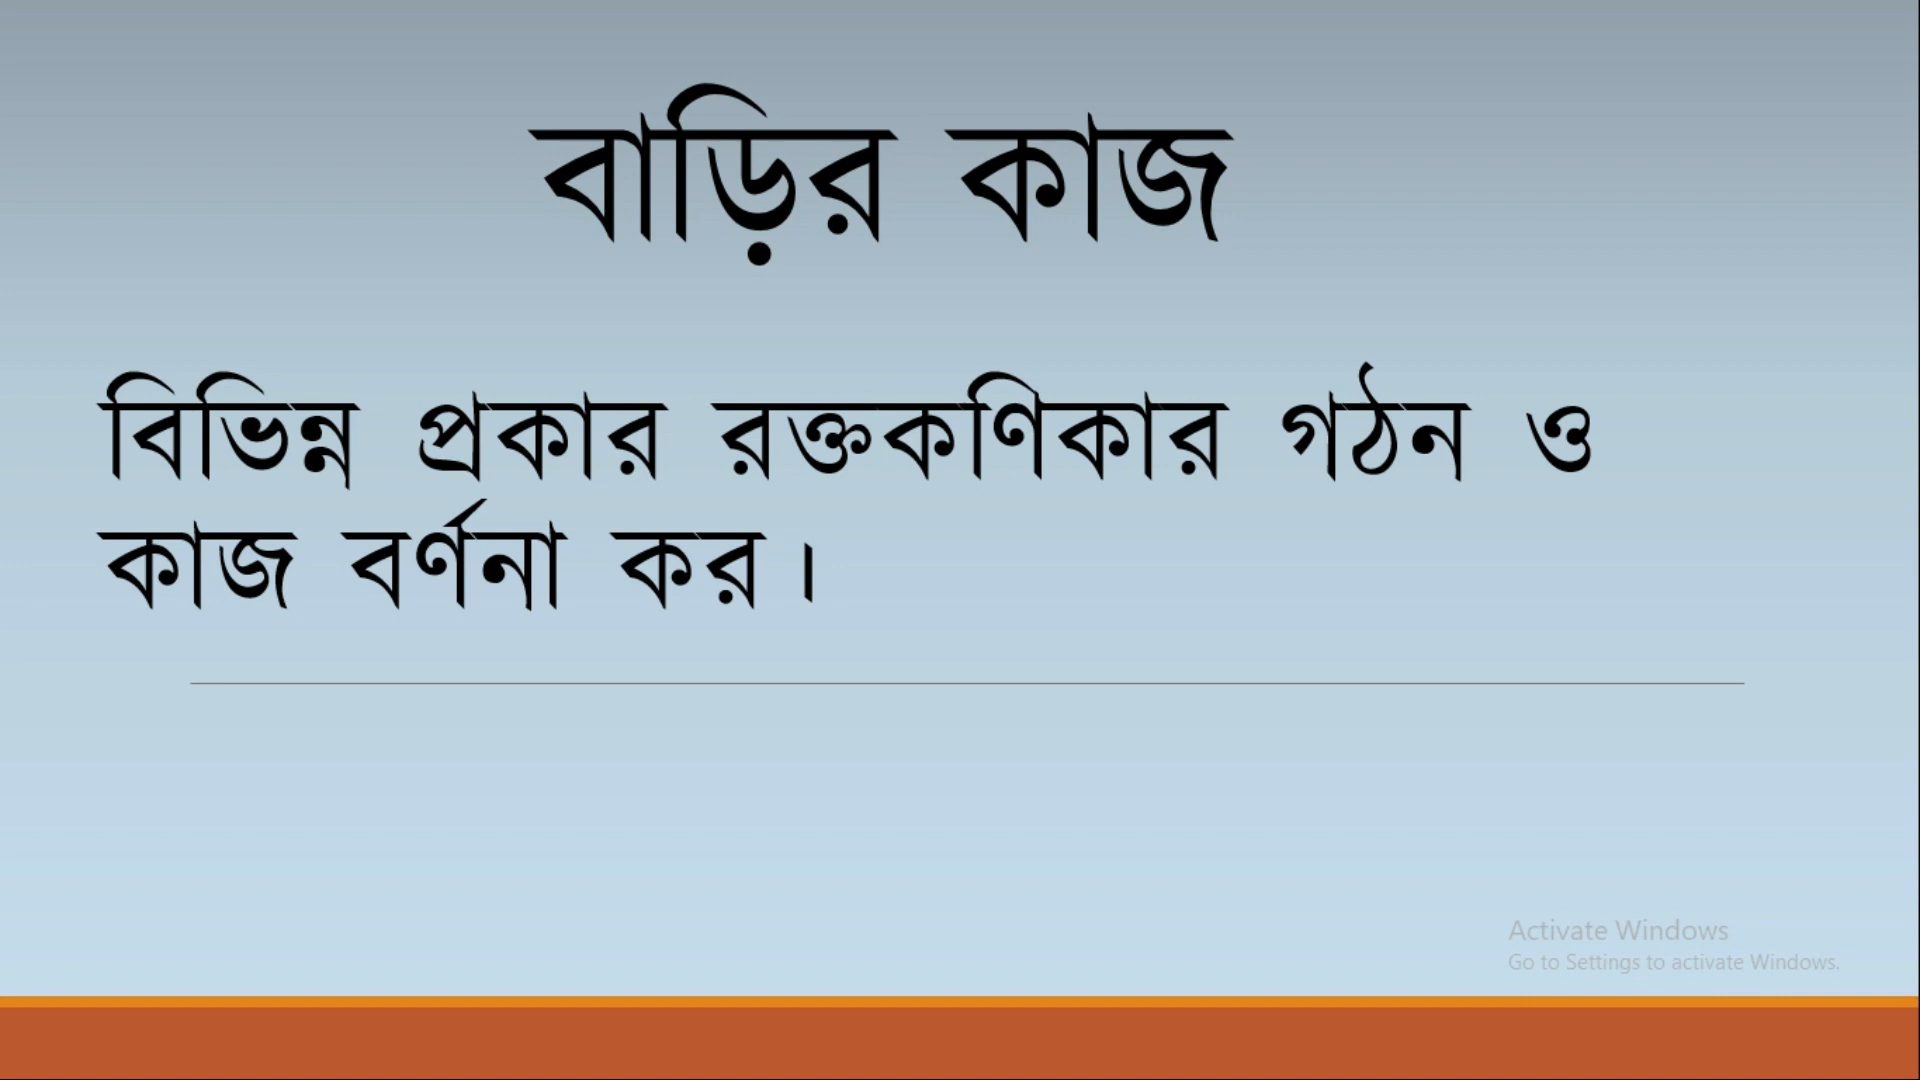 বাড়ির কাজ
বিভিন্ন প্রকার রক্তকণিকার গঠন ও
কাজ বর্ণনা কর।
Activate Windows
Go to Settings to activate Windows.